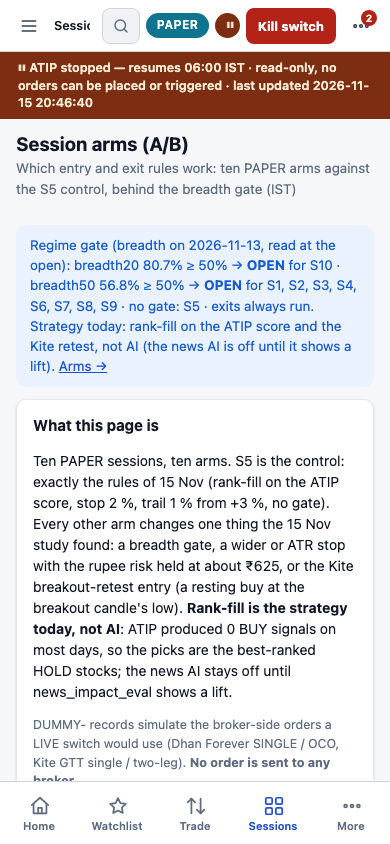 Sessi
PAPER
Kill switch
2
ATIP stopped — resumes 06:00 IST · read-only, no
orders can be placed or triggered · last updated 2026-11-
15 20:46:40
Session arms (A/B)
Which entry and exit rules work: ten PAPER arms against
the S5 control, behind the breadth gate (IST)
Regime gate (breadth on 2026-11-13, read at the
open): breadth20 80.7% ≥ 50% → OPEN for S10 ·
breadth50 56.8% ≥ 50% → OPEN for S1, S2, S3, S4,
S6, S7, S8, S9 · no gate: S5 · exits always run.
Strategy today: rank-fill on the ATIP score and the
Kite retest, not AI (the news AI is off until it shows a
lift). Arms →
What this page is
Ten PAPER sessions, ten arms. S5 is the control:
exactly the rules of 15 Nov (rank-fill on the ATIP
score, stop 2 %, trail 1 % from +3 %, no gate).
Every other arm changes one thing the 15 Nov
study found: a breadth gate, a wider or ATR stop
with the rupee risk held at about ₹625, or the Kite
breakout-retest entry (a resting buy at the
breakout candle's low). Rank-fill is the strategy
today, not AI: ATIP produced 0 BUY signals on
most days, so the picks are the best-ranked
HOLD stocks; the news AI stays off until
news_impact_eval shows a lift.
DUMMY- records simulate the broker-side orders a
LIVE switch would use (Dhan Forever SINGLE / OCO,
Kite GTT single / two-leg). No order is sent to any
broker
Home
Watchlist
Trade
Sessions
More